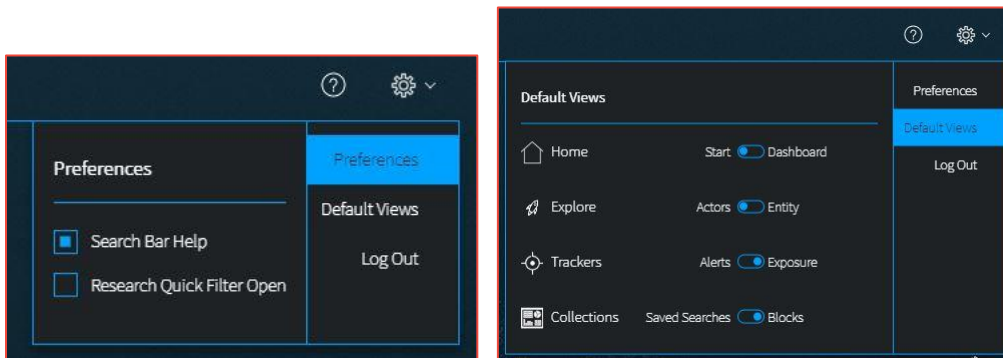 Preferences
Preferences
Default Views
Search Bar Help
Log Out
Research Quick Filter Open
Default Views
Preferences
Default Views
Home Start Dashboard
Log Out
Explore Actors Entity
Trackers Alerts Exposure
Collections Saved Searches Blocks